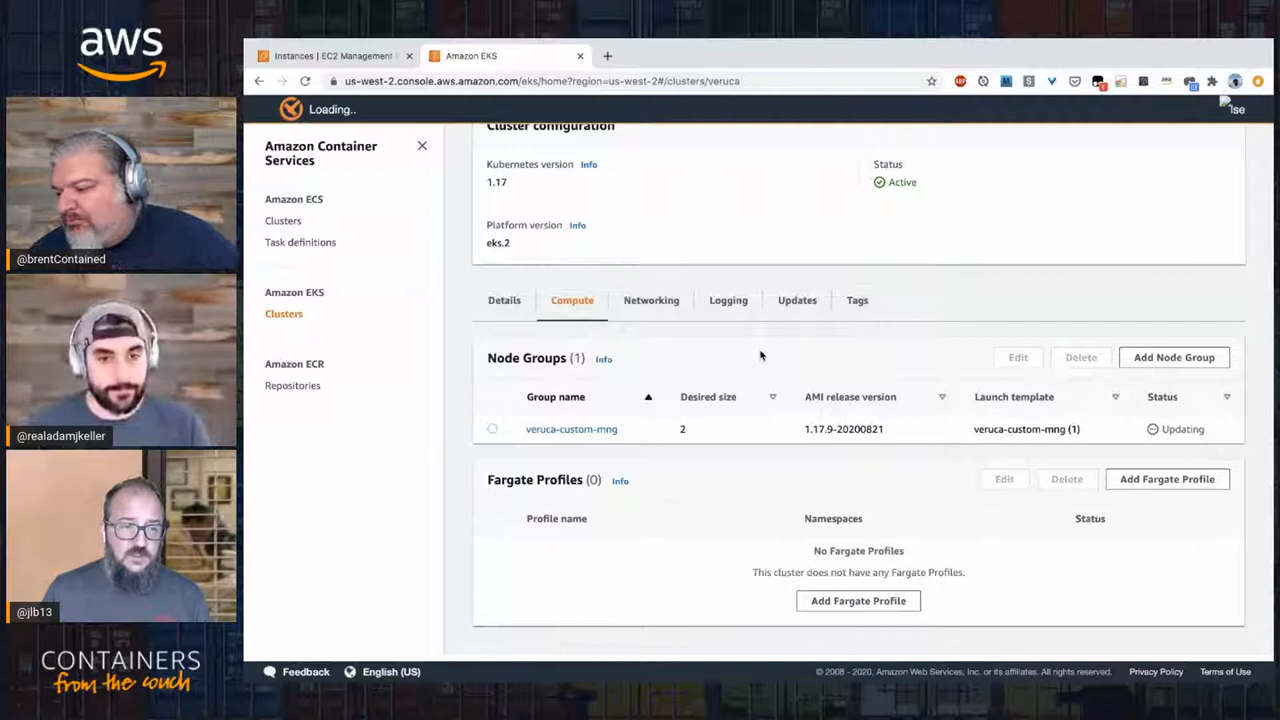 aws
@brentContained
@realadamjkeller
@jlb13
CONTAINERS
from the couch
Instances | EC2 Management
Amazon EKS
us-west-2.console.aws.amazon.com/eks/home?region=us-west-2#/clusters/veruca
Loading..
Amazon Container
Services
Amazon ECS
Clusters
Task definitions
Amazon EKS
Clusters
Amazon ECR
Repositories
Cluster configuration
Kubernetes version Info
1.17
Status
Active
Platform version Info
eks.2
Details Compute Networking Logging Updates Tags
Node Groups (1) Info
Edit Delete Add Node Group
Group name Desired size AMI release version Launch template Status
veruca-custom-mng 2 1.17.9-20200821 veruca-custom-mng (1) Updating
Fargate Profiles (0) Info
Edit Delete Add Fargate Profile
Profile name Namespaces Status
No Fargate Profiles
This cluster does not have any Fargate Profiles.
Add Fargate Profile
Feedback English (US)
© 2008 - 2020, Amazon Web Services, Inc. or its affiliates. All rights reserved. Privacy Policy Terms of Use